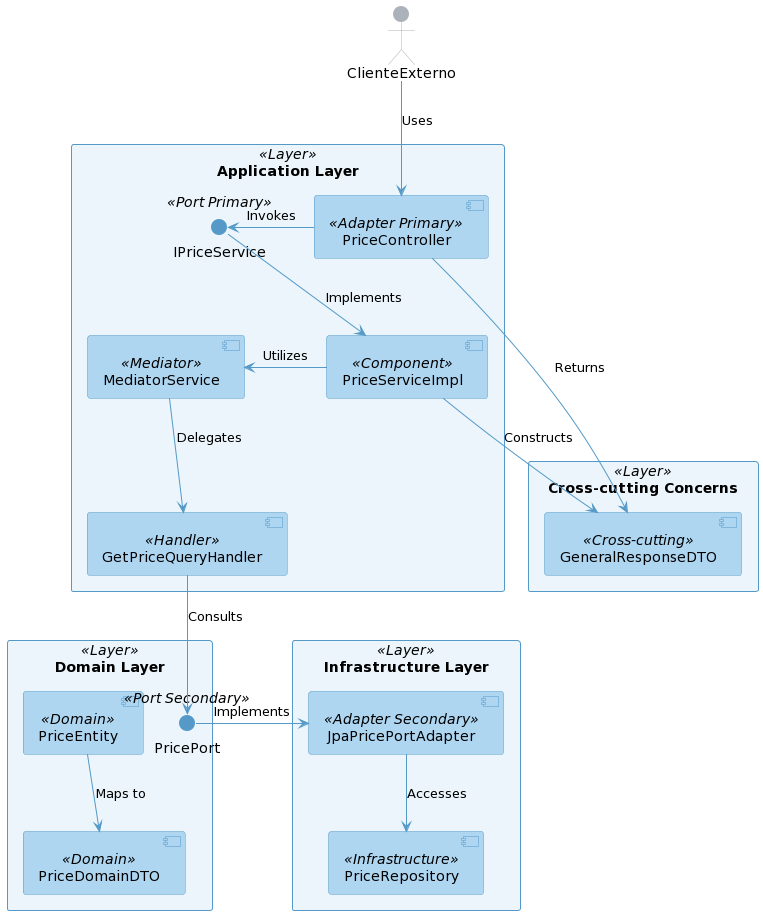 ClienteExterno
Uses
«Layer»
Application Layer
«Port Primary»
Invokes
IPriceService
«Adapter Primary»
PriceController
Implements
Returns
«Mediator»
MediatorService
Utilizes
«Component»
PriceServiceImpl
Delegates
Constructs
«Layer»
Cross-cutting Concerns
«Handler»
GetPriceQueryHandler
«Cross-cutting»
GeneralResponseDTO
Consults
«Layer»
Domain Layer
«Layer»
Infrastructure Layer
«Port Secondary»
«Domain»
PriceEntity
PricePort
Implements
«Adapter Secondary»
JpaPricePortAdapter
Maps to
Accesses
«Domain»
PriceDomainDTO
«Infrastructure»
PriceRepository